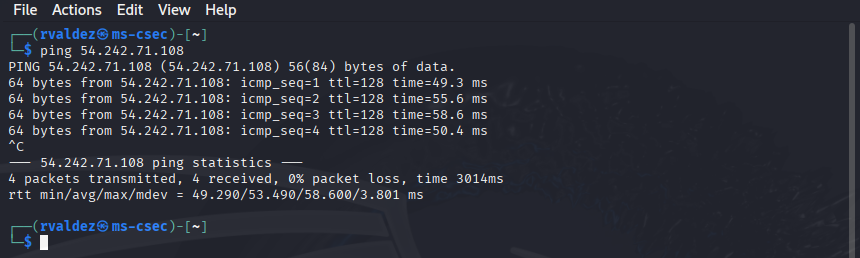 File Actions Edit View Help
┌──(rvaldez㉿ms-csec)-[~]
└─$ ping 54.242.71.108
PING 54.242.71.108 (54.242.71.108) 56(84) bytes of data.
64 bytes from 54.242.71.108: icmp_seq=1 ttl=128 time=49.3 ms
64 bytes from 54.242.71.108: icmp_seq=2 ttl=128 time=55.6 ms
64 bytes from 54.242.71.108: icmp_seq=3 ttl=128 time=58.6 ms
64 bytes from 54.242.71.108: icmp_seq=4 ttl=128 time=50.4 ms
^C
--- 54.242.71.108 ping statistics ---
4 packets transmitted, 4 received, 0% packet loss, time 3014ms
rtt min/avg/max/mdev = 49.290/53.490/58.600/3.801 ms
┌──(rvaldez㉿ms-csec)-[~]
└─$